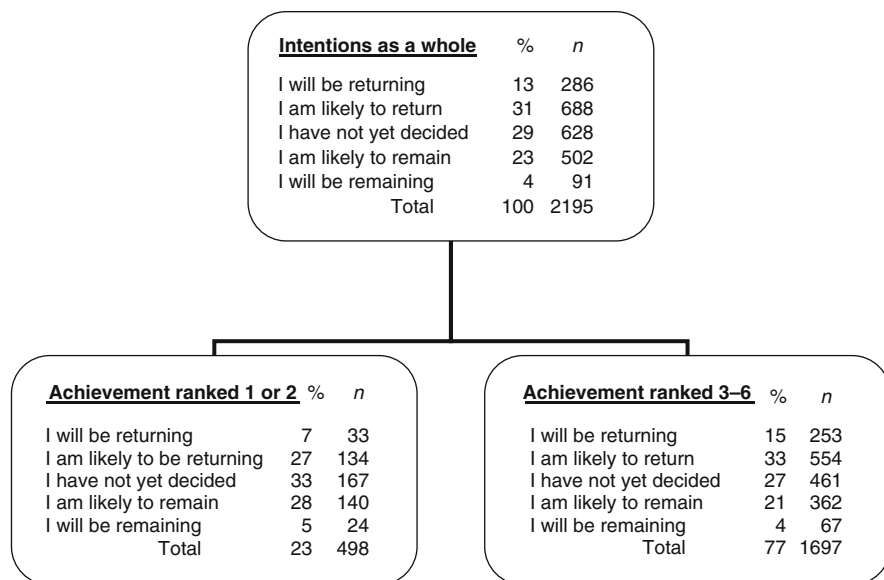 Intentions as a whole % n
I will be returning 13 286
I am likely to return 31 688
I have not yet decided 29 628
I am likely to remain 23 502
I will be remaining 4 91
Total 100 2195
Achievement ranked 1 or 2 % n
I will be returning 7 33
I am likely to be returning 27 134
I have not yet decided 33 167
I am likely to remain 28 140
I will be remaining 5 24
Total 23 498
Achievement ranked 3–6 % n
I will be returning 15 253
I am likely to return 33 554
I have not yet decided 27 461
I am likely to remain 21 362
I will be remaining 4 67
Total 77 1697